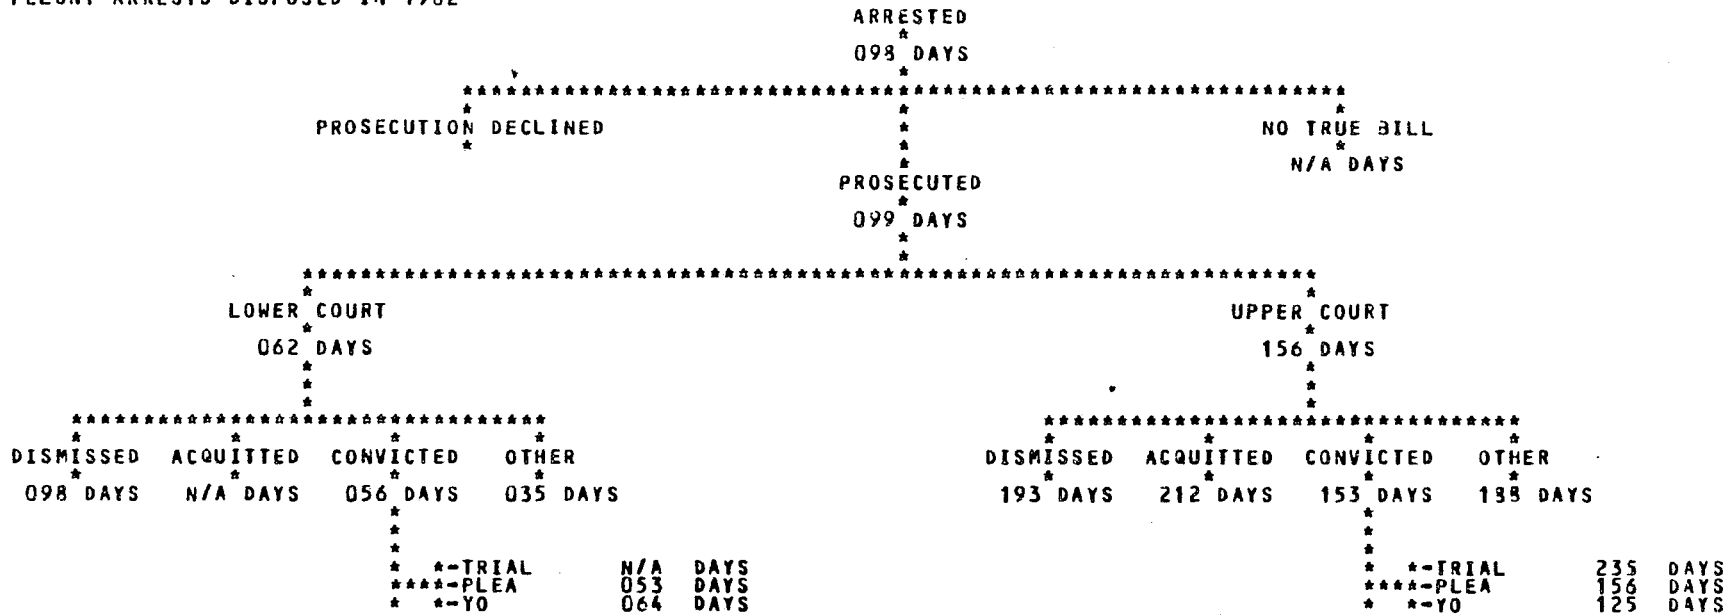 ARRESTED
098 DAYS
PROSECUTION DECLINED NO TRUE BILL
N/A DAYS
PROSECUTED
099 DAYS
LOWER COURT UPPER COURT
062 DAYS 156 DAYS
DISMISSED ACQUITTED CONVICTED OTHER DISMISSED ACQUITTED CONVICTED OTHER
098 DAYS N/A DAYS 056 DAYS 035 DAYS 193 DAYS 212 DAYS 153 DAYS DAYS
*-TRIAL N/A DAYS *-TRIAL 235 DAYS
****-PLEA 053 DAYS ****-PLEA 156 DAYS
* *-YO 064 DAYS * *-YO 125 DAYS